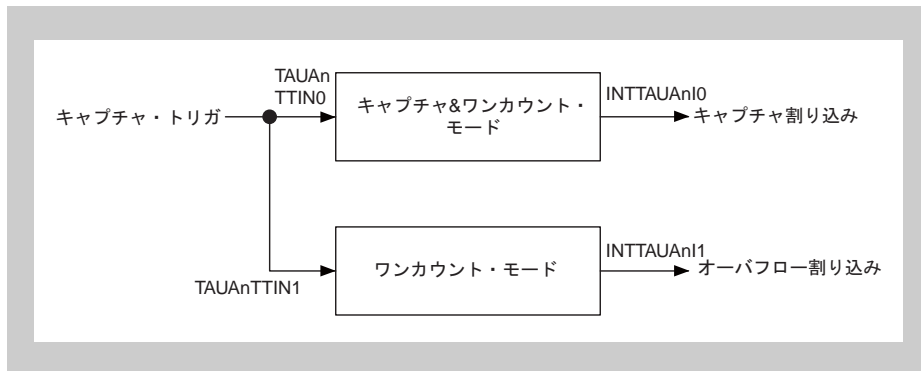 TAUAn
TTIN0
キャプチャ・トリガ
キャプチャ&ワンカウント・
モード
INTTAUAnI0
キャプチャ割り込み
TAUAnTTIN1
ワンカウント・モード
INTTAUAnI1
オーバフロー割り込み